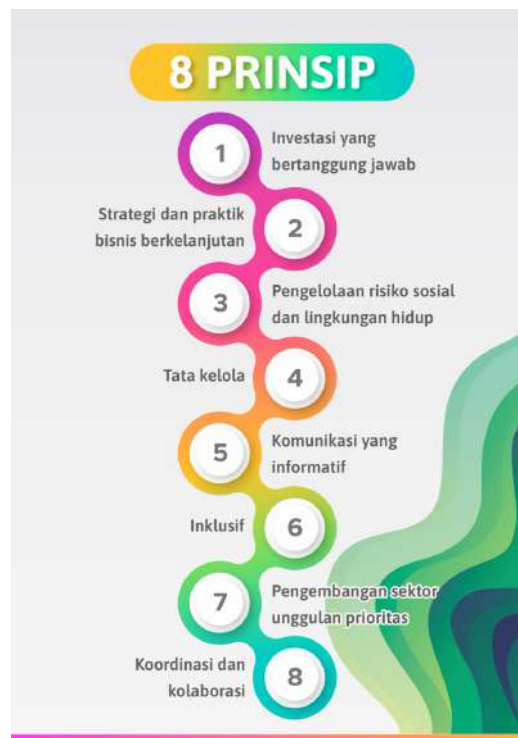 8 PRINSIP
1
Investasi yang
bertanggung jawab
Strategi dan praktik
bisnis berkelanjutan
2
3
Pengelolaan risiko sosial
dan lingkungan hidup
Tata kelola
4
5
Komunikasi yang
informatif
Inklusif
6
7
Pengembangan sektor
unggulan prioritas
Koordinasi dan
kolaborasi
8